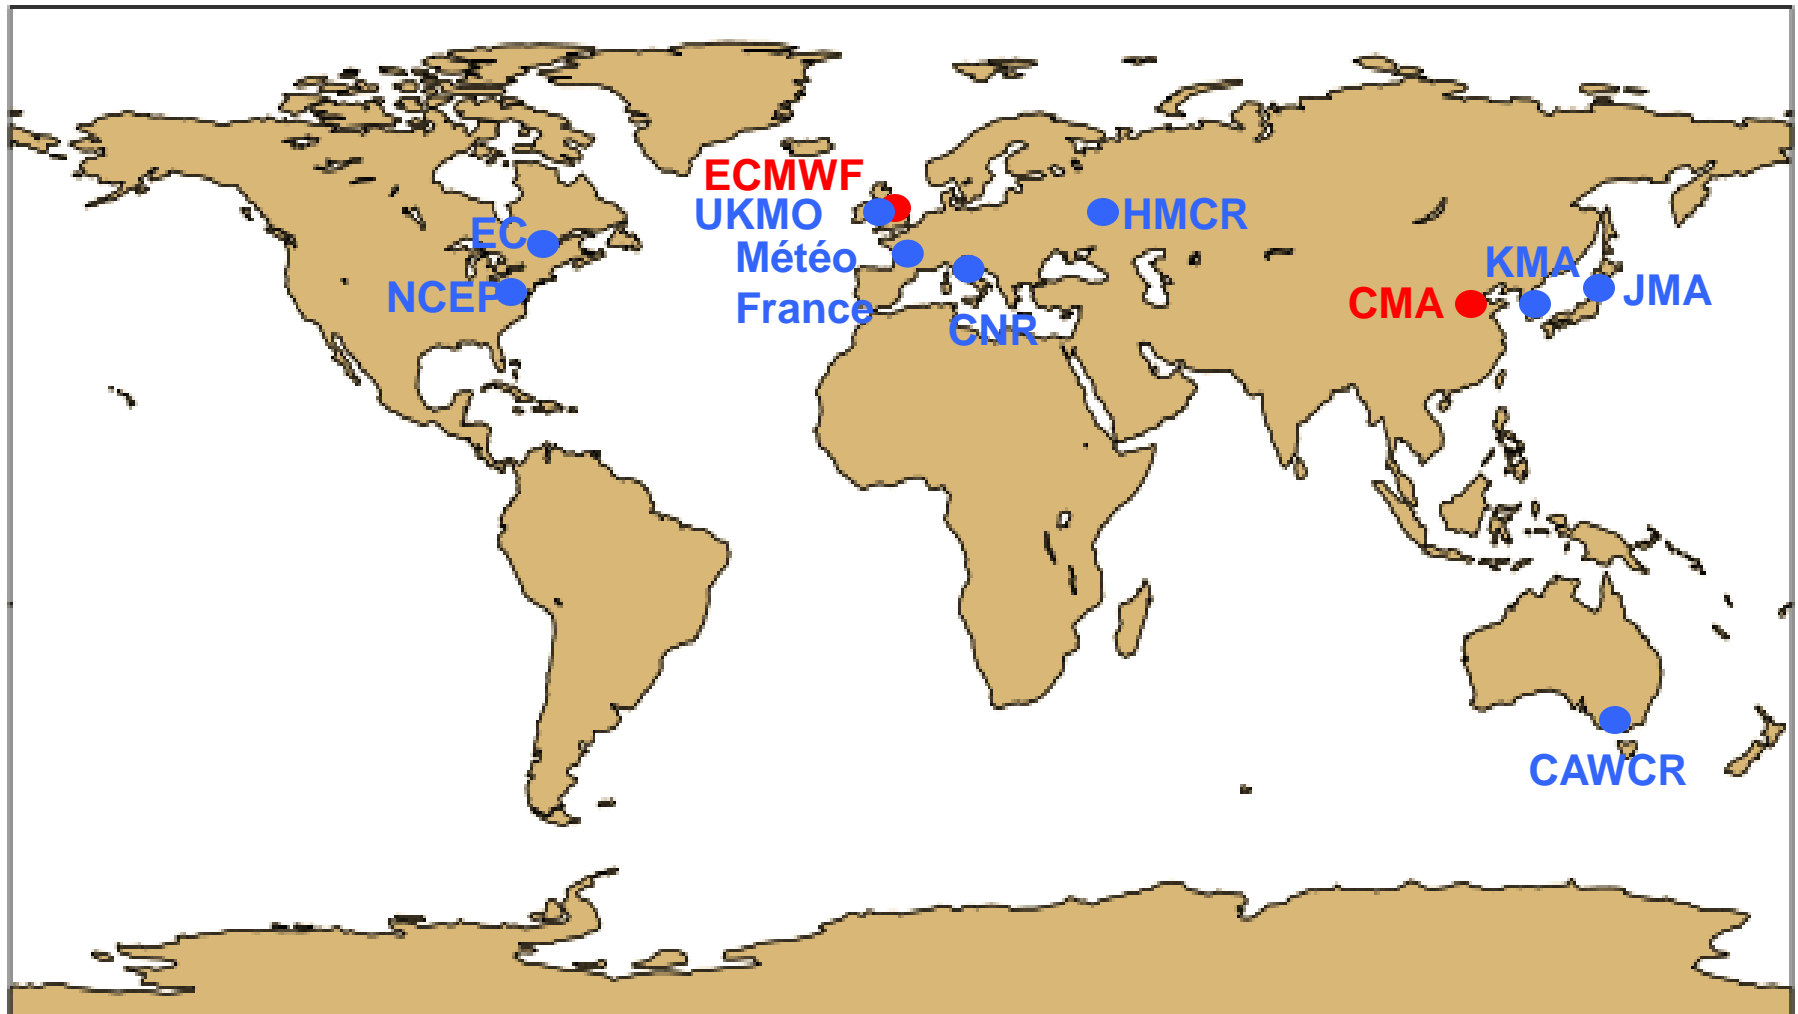 ECMWF
UKMO
HMCR
EC
Météo
France
KMA
NCEP
CMA
JMA
CNR
CAWCR